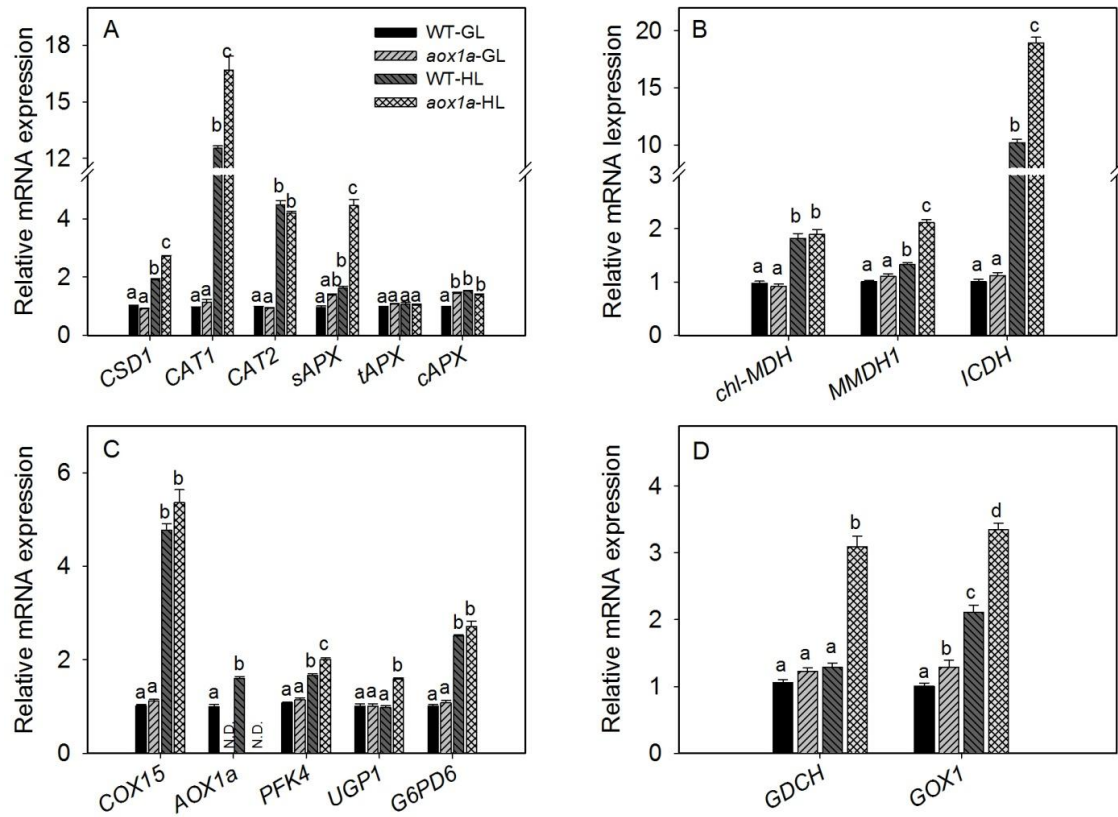 A
WT-GL
aox1a-GL
WT-HL
aox1a-HL
Relative mRNA expression
18
15
12
4
2
0
a a b c
a a b c
a a b b
a ab b c
a a a a
a b b b
CSD1 CAT1 CAT2 sAPX tAPX cAPX
B
Relative mRNA lexpression
20
10
3
2
1
0
a a b b
a a b c
a a b c
chl-MDH MMDH1 ICDH
C
Relative mRNA expression
6
4
2
0
a a b b
a N.D. b N.D.
a a b c
a a a b
a a b b
COX15 AOX1a PFK4 UGP1 G6PD6
D
Relative mRNA expression
4
3
2
1
0
a a a b
a b c d
GDCH GOX1